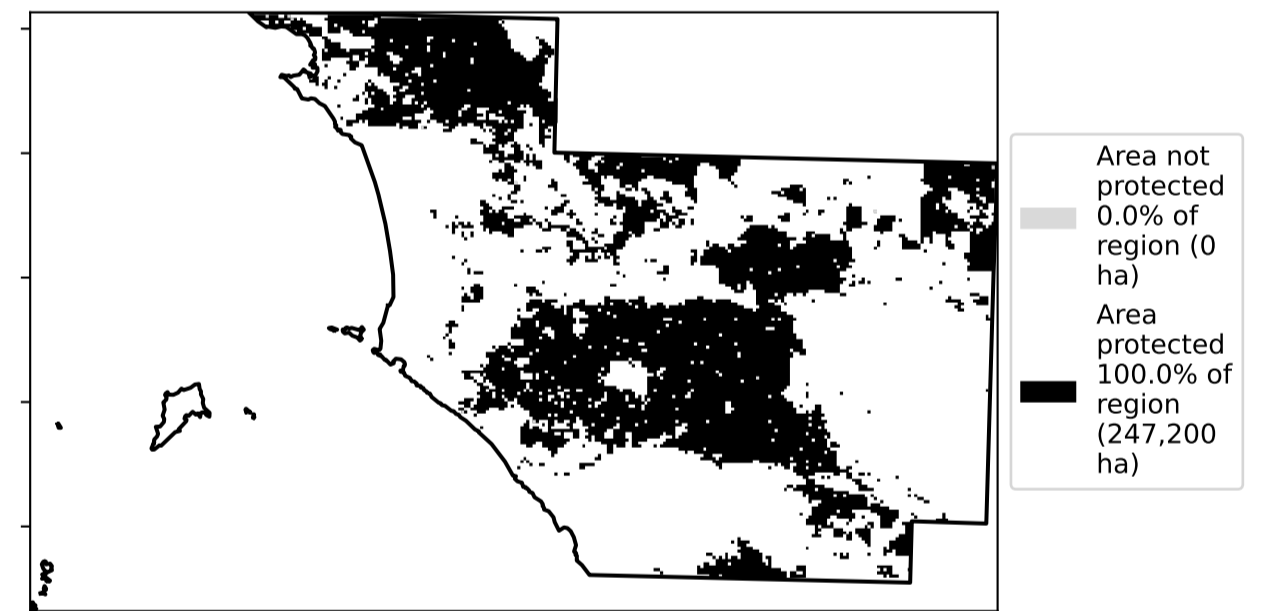 Area not
protected
0.0% of
region (0
ha)
Area
protected
100.0% of
region
(247,200
ha)